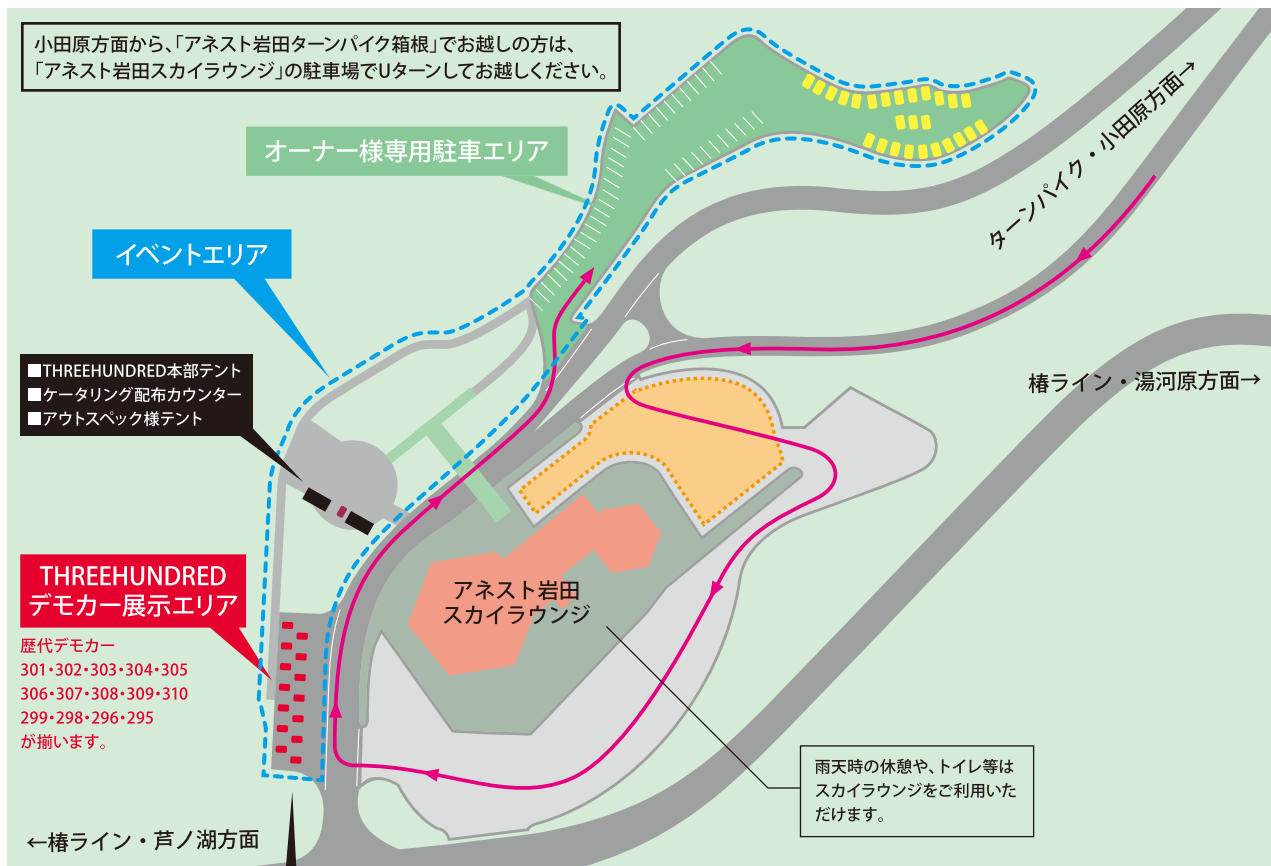 小田原方面から、「アネスト岩田ターンパイク箱根」でお越しの方は、
「アネスト岩田スカイラウンジ」の駐車場でUターンしてお越しください。
オーナー様専用駐車エリア
ターンパイク・小田原方面→
イベントエリア
■THREEHUNDRED本部テント
■ケータリング配布カウンター
■アウトスペック様テント
椿ライン・湯河原方面→
THREEHUNDRED
デモカー展示エリア
歴代デモカー
301・302・303・304・305
306・307・308・309・310
299・298・296・295
が揃います。
アネスト岩田
スカイラウンジ
雨天時の休憩や、トイレ等は
スカイラウンジをご利用いた
だけます。
←椿ライン・芦ノ湖方面